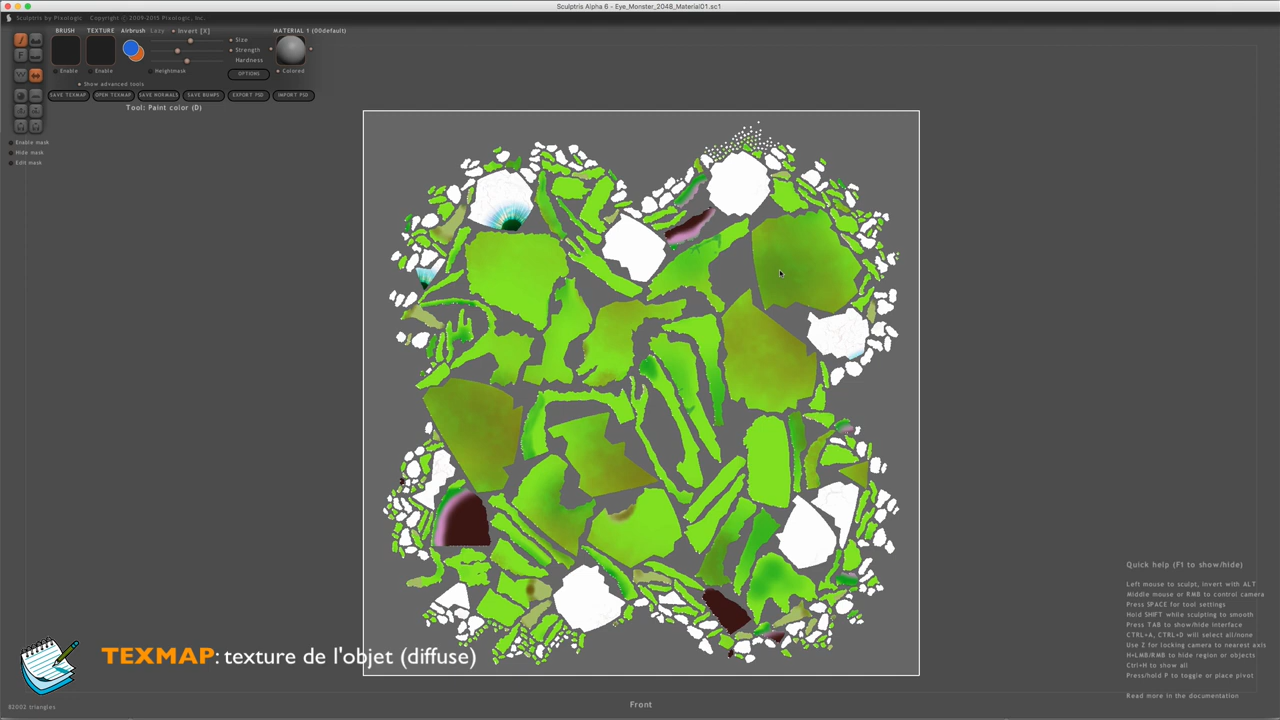 Sculptris Alpha 6 - Eye_Monster_2048_Material01.sc1
Sculptris by Pixologic Copyright © 2009-2015 Pixologic, Inc.
BRUSH TEXTURE Airbrush Lazy Invert [X] MATERIAL 1 (00default)
Size
Strength
Hardness
Enable Enable Heightmask OPTIONS Colored
Show advanced tools
SAVE TEXMAP OPEN TEXMAP SAVE NORMALS SAVE BUMPS EXPORT PSD IMPORT PSD
Tool: Paint color (D)
Enable mask
Hide mask
Edit mask
Quick help (F1 to show/hide)
Left mouse to sculpt, invert with ALT
Middle mouse or RMB to control camera
Press SPACE for tool settings
Hold SHIFT while sculpting to smooth
Press TAB to show/hide interface
CTRL+A, CTRL+D will select all/none
Use Z for locking camera to nearest axis
H+LMB/RMB to hide region or objects
Ctrl+H to show all
Press/hold P to toggle or place pivot
Read more in the documentation
TEXMAP: texture de l'objet (diffuse)
82002 triangles
Front